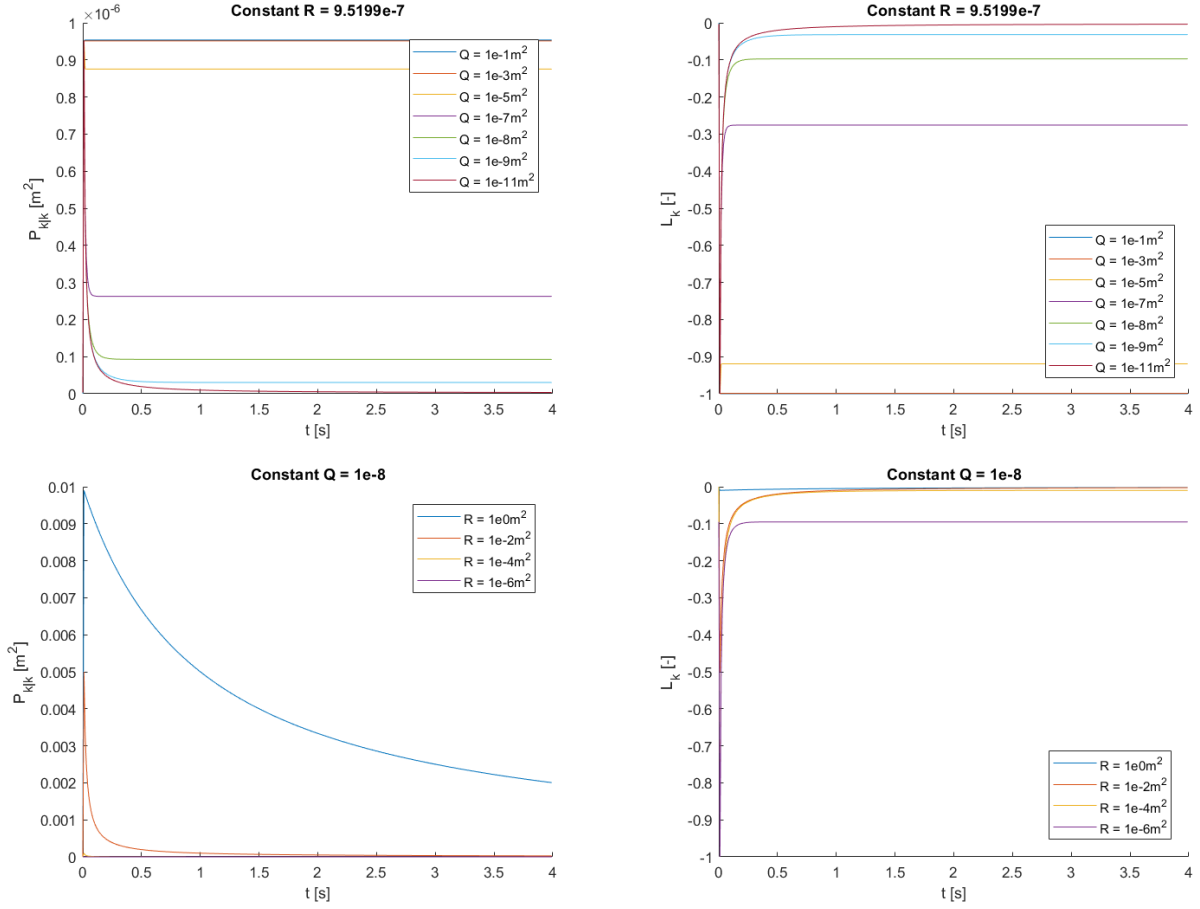 Constant R = 9.5199e-7
×10⁻⁶
1
0.9
0.8
0.7
0.6
0.5
0.4
0.3
0.2
0.1
0
P_{k|k} [m²]
Q = 1e-1m²
Q = 1e-3m²
Q = 1e-5m²
Q = 1e-7m²
Q = 1e-8m²
Q = 1e-9m²
Q = 1e-11m²
0 0.5 1 1.5 2 2.5 3 3.5 4
t [s]
Constant R = 9.5199e-7
0
-0.1
-0.2
-0.3
-0.4
-0.5
-0.6
-0.7
-0.8
-0.9
-1
L_k [-]
Q = 1e-1m²
Q = 1e-3m²
Q = 1e-5m²
Q = 1e-7m²
Q = 1e-8m²
Q = 1e-9m²
Q = 1e-11m²
0 0.5 1 1.5 2 2.5 3 3.5 4
t [s]
Constant Q = 1e-8
0.01
0.009
0.008
0.007
0.006
0.005
0.004
0.003
0.002
0.001
0
P_{k|k} [m²]
R = 1e0m²
R = 1e-2m²
R = 1e-4m²
R = 1e-6m²
0 0.5 1 1.5 2 2.5 3 3.5 4
t [s]
Constant Q = 1e-8
0
-0.1
-0.2
-0.3
-0.4
-0.5
-0.6
-0.7
-0.8
-0.9
-1
L_k [-]
R = 1e0m²
R = 1e-2m²
R = 1e-4m²
R = 1e-6m²
0 0.5 1 1.5 2 2.5 3 3.5 4
t [s]